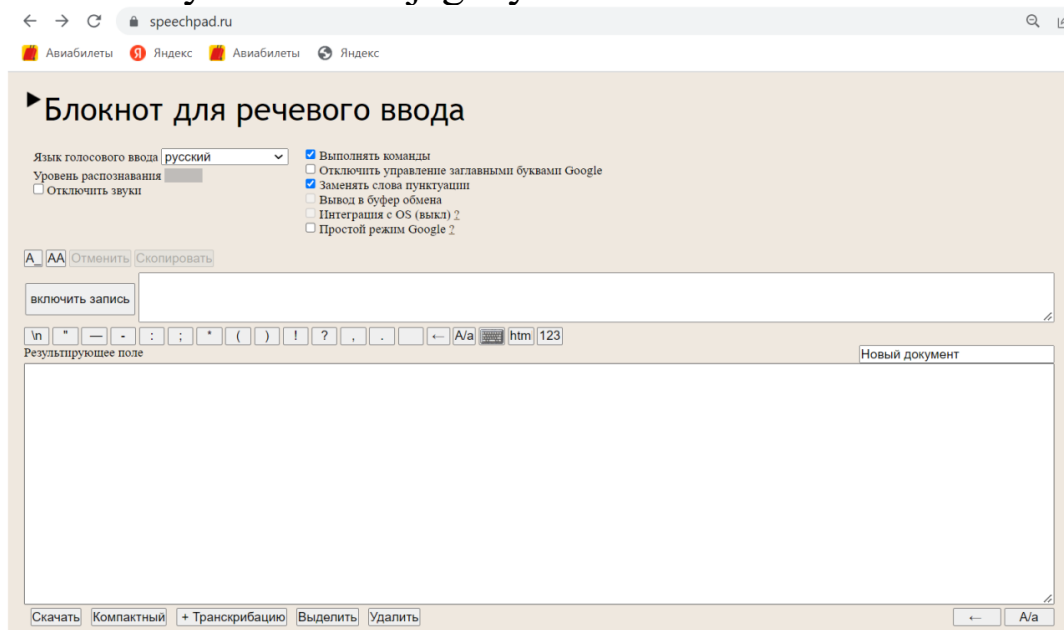 speechpad.ru
Авиабилеты Яндекс Авиабилеты Яндекс
Блокнот для речевого ввода
Язык голосового ввода русский
Уровень распознавания
Отключить звуки
Выполнять команды
Отключить управление заглавными буквами Google
Заменять слова пунктуации
Вывод в буфер обмена
Интеграция с OS (выкл) ?
Простой режим Google ?
A_ AA Отменить Скопировать
включить запись
\n " — - : ; * ( ) ! ? , . ← A/a htm 123
Результирующее поле
Новый документ
Скачать Компактный + Транскрибацию Выделить Удалить ← A/a